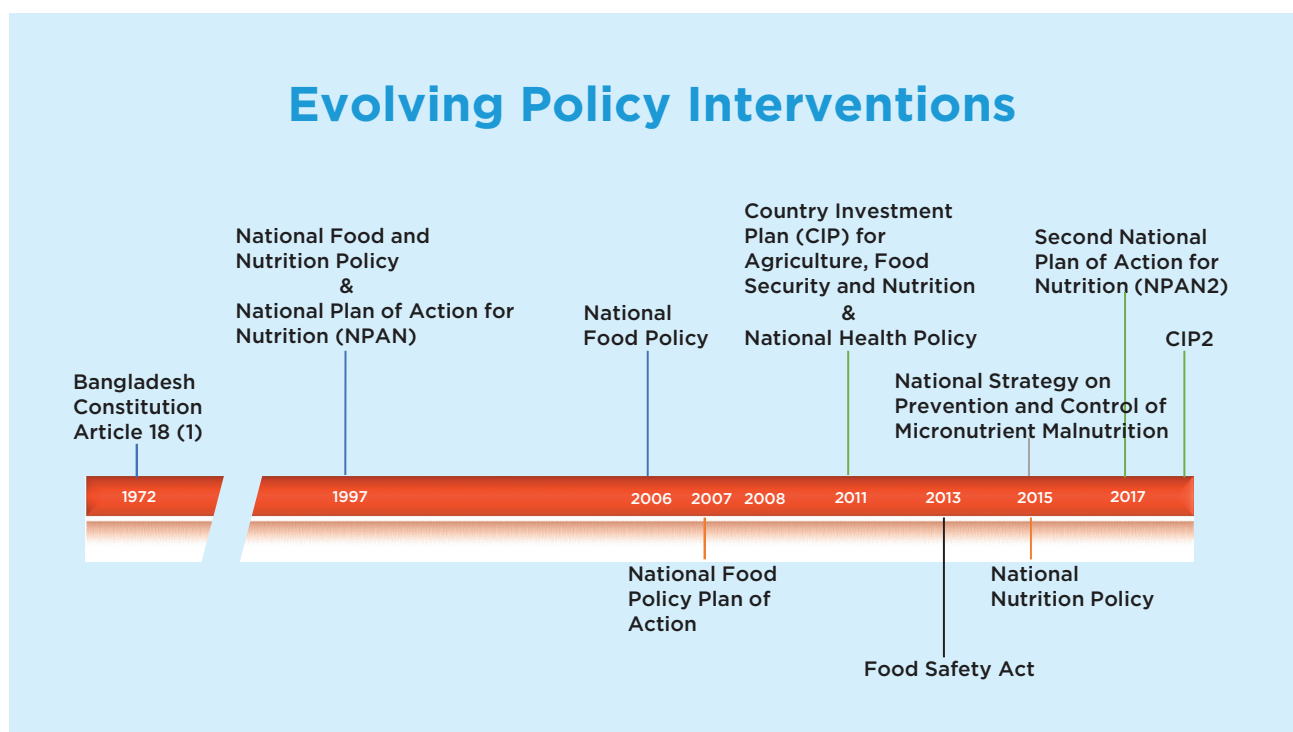 Evolving Policy Interventions
National Food and
Nutrition Policy
&
National Plan of Action for
Nutrition (NPAN)
National
Food Policy
Country Investment
Plan (CIP) for
Agriculture, Food
Security and Nutrition
&
National Health Policy
Second National
Plan of Action for
Nutrition (NPAN2)
CIP2
Bangladesh
Constitution
Article 18 (1)
National Strategy on
Prevention and Control of
Micronutrient Malnutrition
1972 1997 2006 2007 2008 2011 2013 2015 2017
National Food
Policy Plan of
Action
National
Nutrition Policy
Food Safety Act